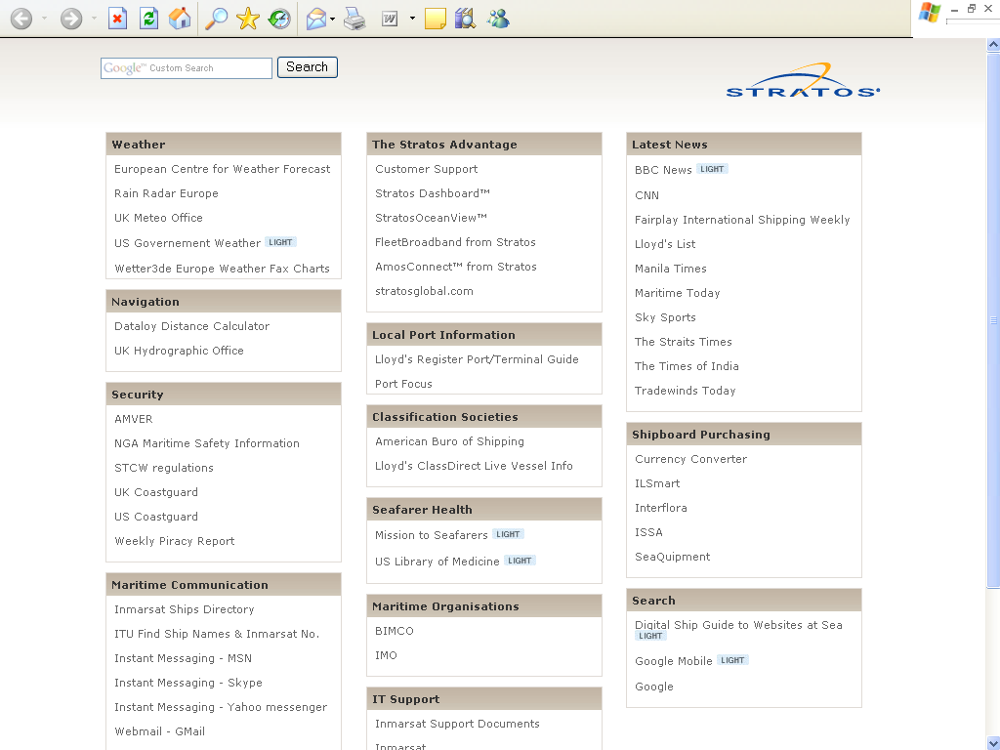 Google™ Custom Search
Search
STRATOS
Weather
European Centre for Weather Forecast
Rain Radar Europe
UK Meteo Office
US Governement Weather LIGHT
Wetter3de Europe Weather Fax Charts
Navigation
Dataloy Distance Calculator
UK Hydrographic Office
Security
AMVER
NGA Maritime Safety Information
STCW regulations
UK Coastguard
US Coastguard
Weekly Piracy Report
Maritime Communication
Inmarsat Ships Directory
ITU Find Ship Names & Inmarsat No.
Instant Messaging - MSN
Instant Messaging - Skype
Instant Messaging - Yahoo messenger
Webmail - GMail
The Stratos Advantage
Customer Support
Stratos Dashboard™
StratosOceanView™
FleetBroadband from Stratos
AmosConnect™ from Stratos
stratosglobal.com
Local Port Information
Lloyd's Register Port/Terminal Guide
Port Focus
Classification Societies
American Buro of Shipping
Lloyd's ClassDirect Live Vessel Info
Seafarer Health
Mission to Seafarers LIGHT
US Library of Medicine LIGHT
Maritime Organisations
BIMCO
IMO
IT Support
Inmarsat Support Documents
Inmarsat
Latest News
BBC News LIGHT
CNN
Fairplay International Shipping Weekly
Lloyd's List
Manila Times
Maritime Today
Sky Sports
The Straits Times
The Times of India
Tradewinds Today
Shipboard Purchasing
Currency Converter
ILSmart
Interflora
ISSA
SeaQuipment
Search
Digital Ship Guide to Websites at Sea
LIGHT
Google Mobile LIGHT
Google